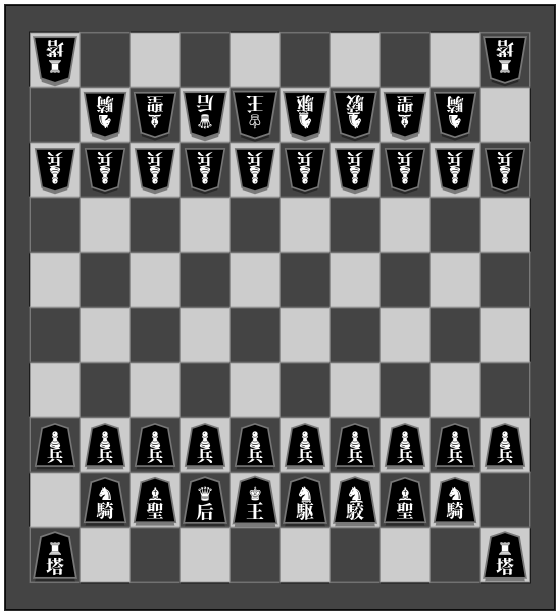 塔 塔
騎 聖 后 王 駆 駮 聖 騎
兵 兵 兵 兵 兵 兵 兵 兵 兵 兵
兵 兵 兵 兵 兵 兵 兵 兵 兵 兵
騎 聖 后 王 駆 駮 聖 騎
塔 塔